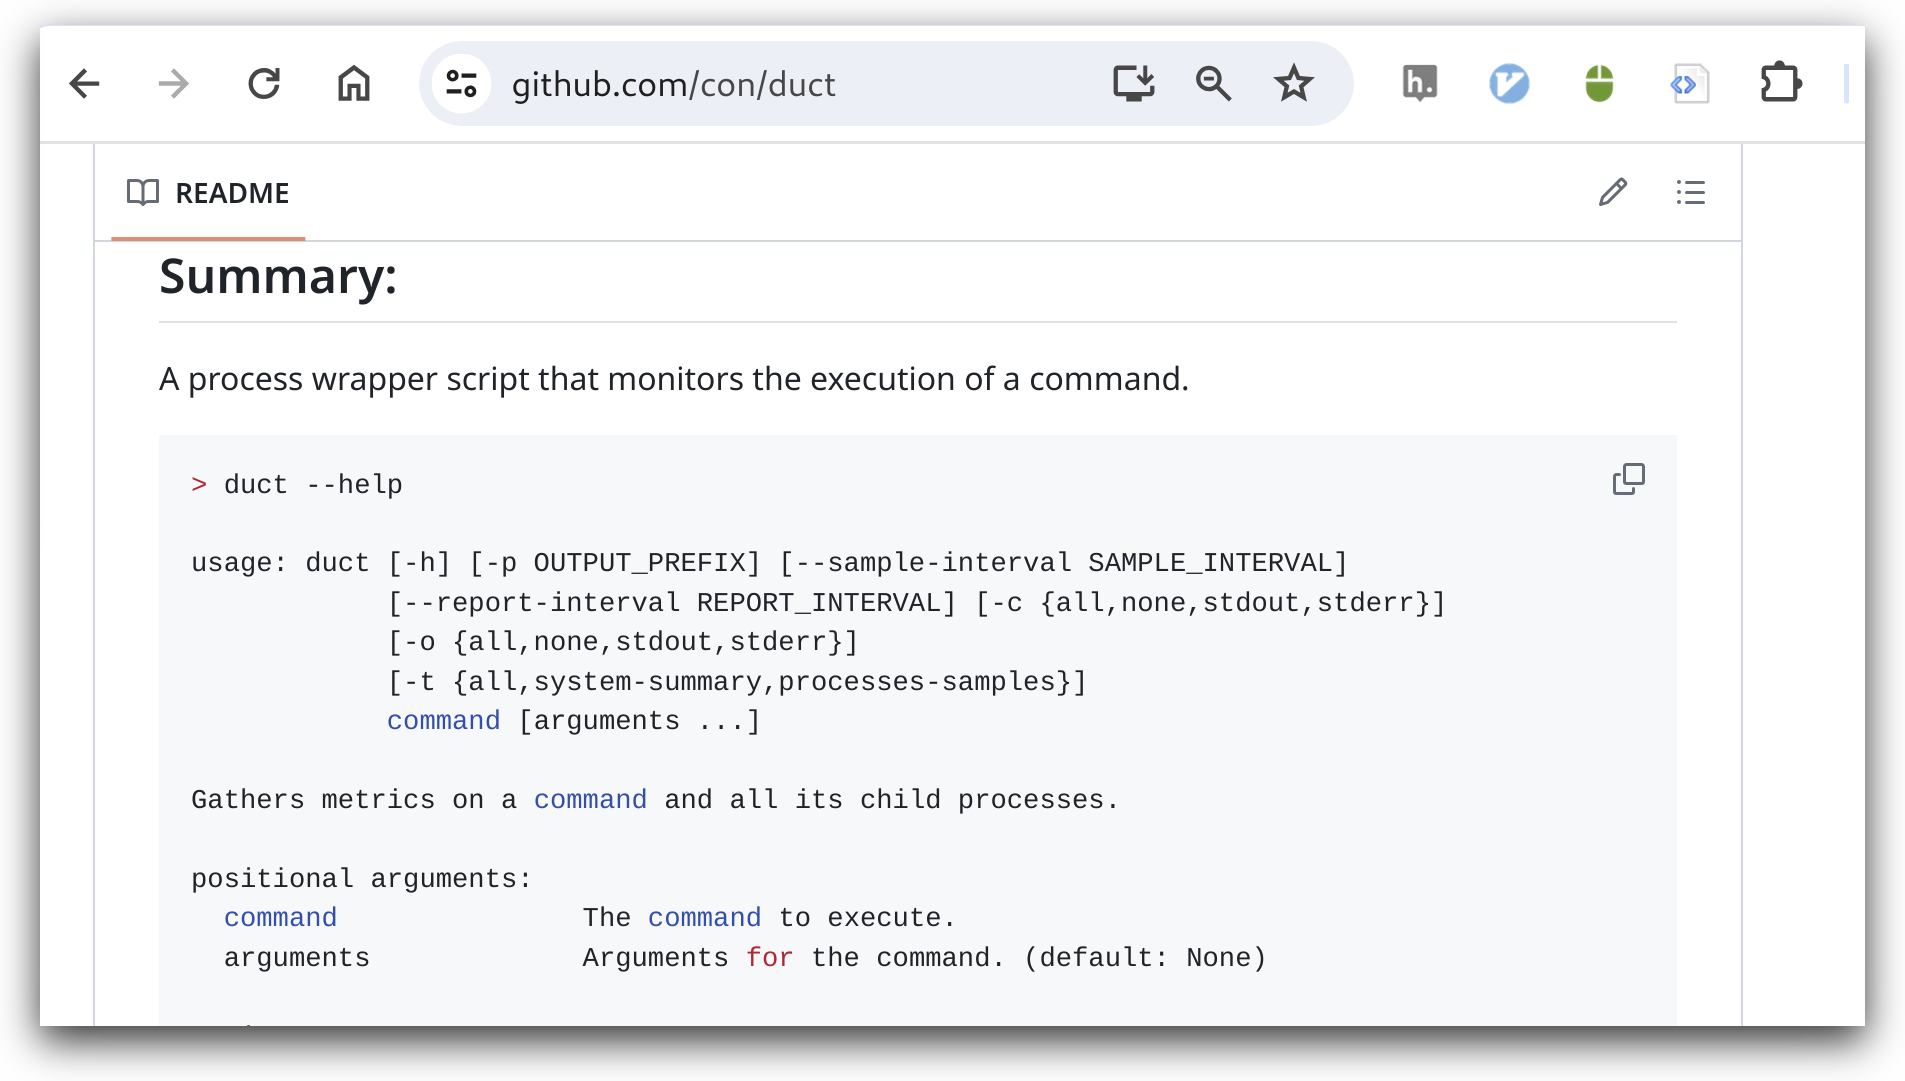 github.com/con/duct
h.
README
Summary:
A process wrapper script that monitors the execution of a command.
> duct --help
usage: duct [-h] [-p OUTPUT_PREFIX] [--sample-interval SAMPLE_INTERVAL]
[--report-interval REPORT_INTERVAL] [-c {all,none,stdout,stderr}]
[-o {all,none,stdout,stderr}]
[-t {all,system-summary,processes-samples}]
command [arguments ...]
Gathers metrics on a command and all its child processes.
positional arguments:
command The command to execute.
arguments Arguments for the command. (default: None)